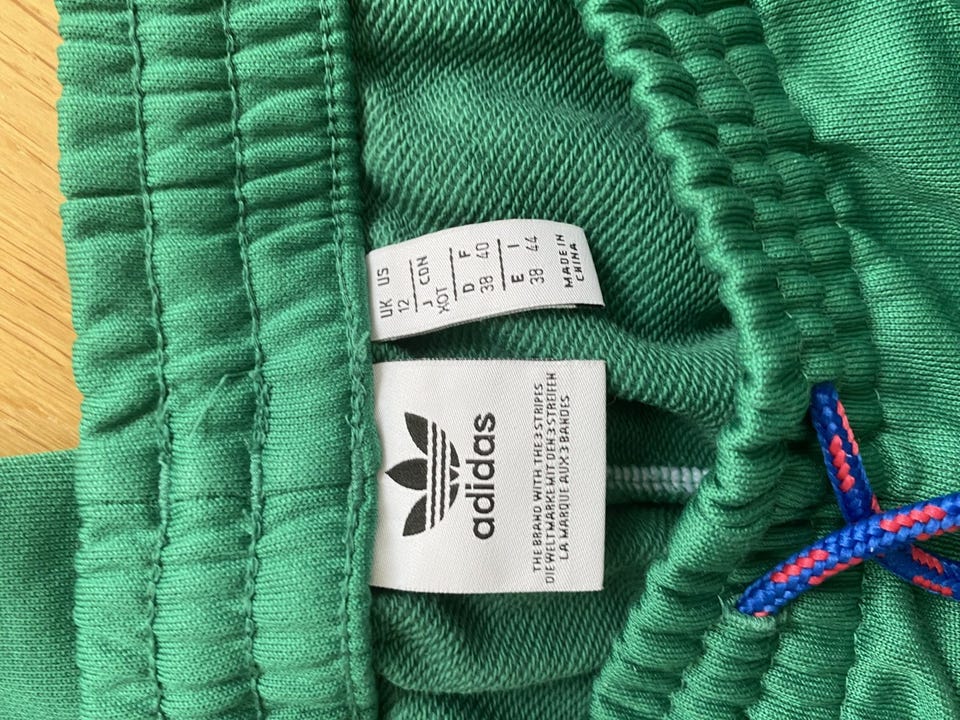 UK US
12
J CDN
XOT
D F
38 40
E I
38 44
MADE IN
CHINA
adidas
THE BRAND WITH THE 3 STRIPES
DIE WELTMARKE MIT DEN 3 STREIFEN
LA MARQUE AUX 3 BANDES